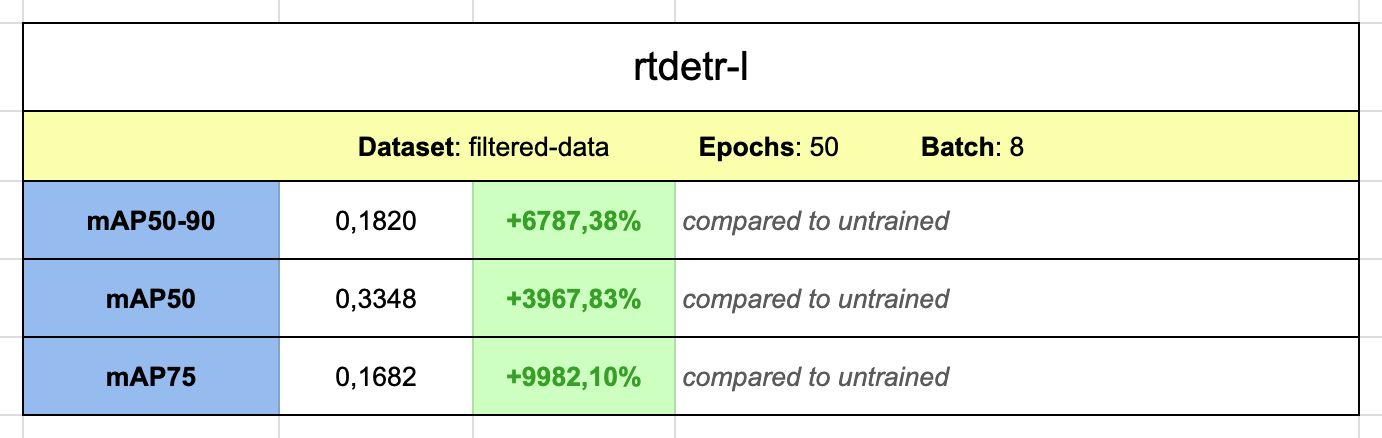 rtdetr-l
Dataset: filtered-data Epochs: 50 Batch: 8
mAP50-90 0,1820 +6787,38% compared to untrained
mAP50 0,3348 +3967,83% compared to untrained
mAP75 0,1682 +9982,10% compared to untrained